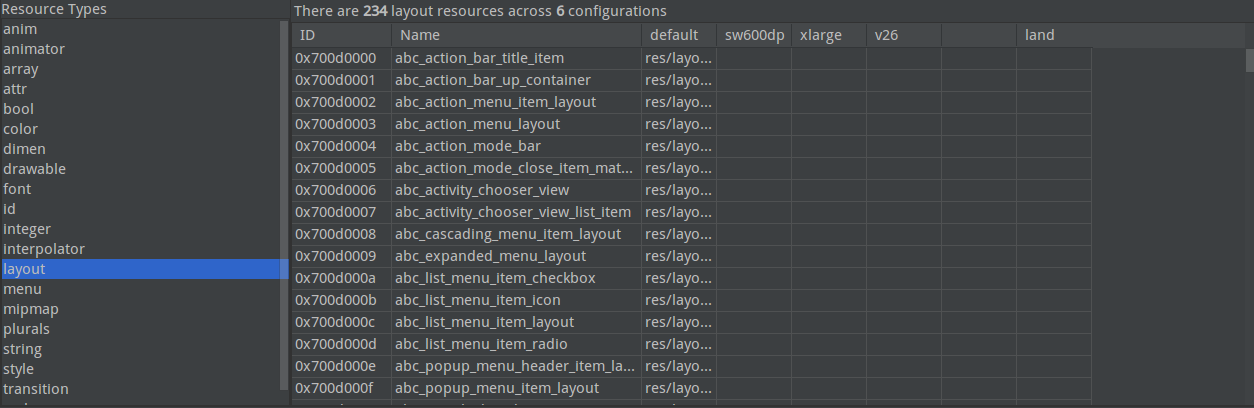 Resource Types
anim
animator
array
attr
bool
color
dimen
drawable
font
id
integer
interpolator
layout
menu
mipmap
plurals
string
style
transition
There are 234 layout resources across 6 configurations
ID Name default sw600dp xlarge v26 land
0x700d0000 abc_action_bar_title_item res/layo...
0x700d0001 abc_action_bar_up_container res/layo...
0x700d0002 abc_action_menu_item_layout res/layo...
0x700d0003 abc_action_menu_layout res/layo...
0x700d0004 abc_action_mode_bar res/layo...
0x700d0005 abc_action_mode_close_item_mat... res/layo...
0x700d0006 abc_activity_chooser_view res/layo...
0x700d0007 abc_activity_chooser_view_list_item res/layo...
0x700d0008 abc_cascading_menu_item_layout res/layo...
0x700d0009 abc_expanded_menu_layout res/layo...
0x700d000a abc_list_menu_item_checkbox res/layo...
0x700d000b abc_list_menu_item_icon res/layo...
0x700d000c abc_list_menu_item_layout res/layo...
0x700d000d abc_list_menu_item_radio res/layo...
0x700d000e abc_popup_menu_header_item_la... res/layo...
0x700d000f abc_popup_menu_item_layout res/layo...